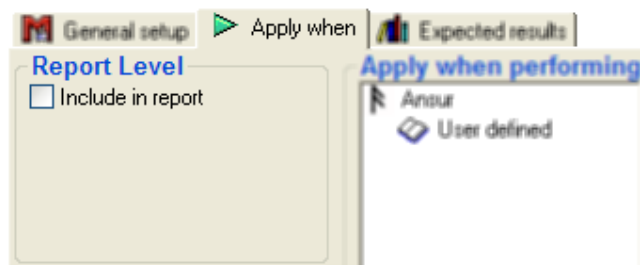 General setup
Apply when
Expected results
Report Level
Include in report
Apply when performing
Ansur
User defined